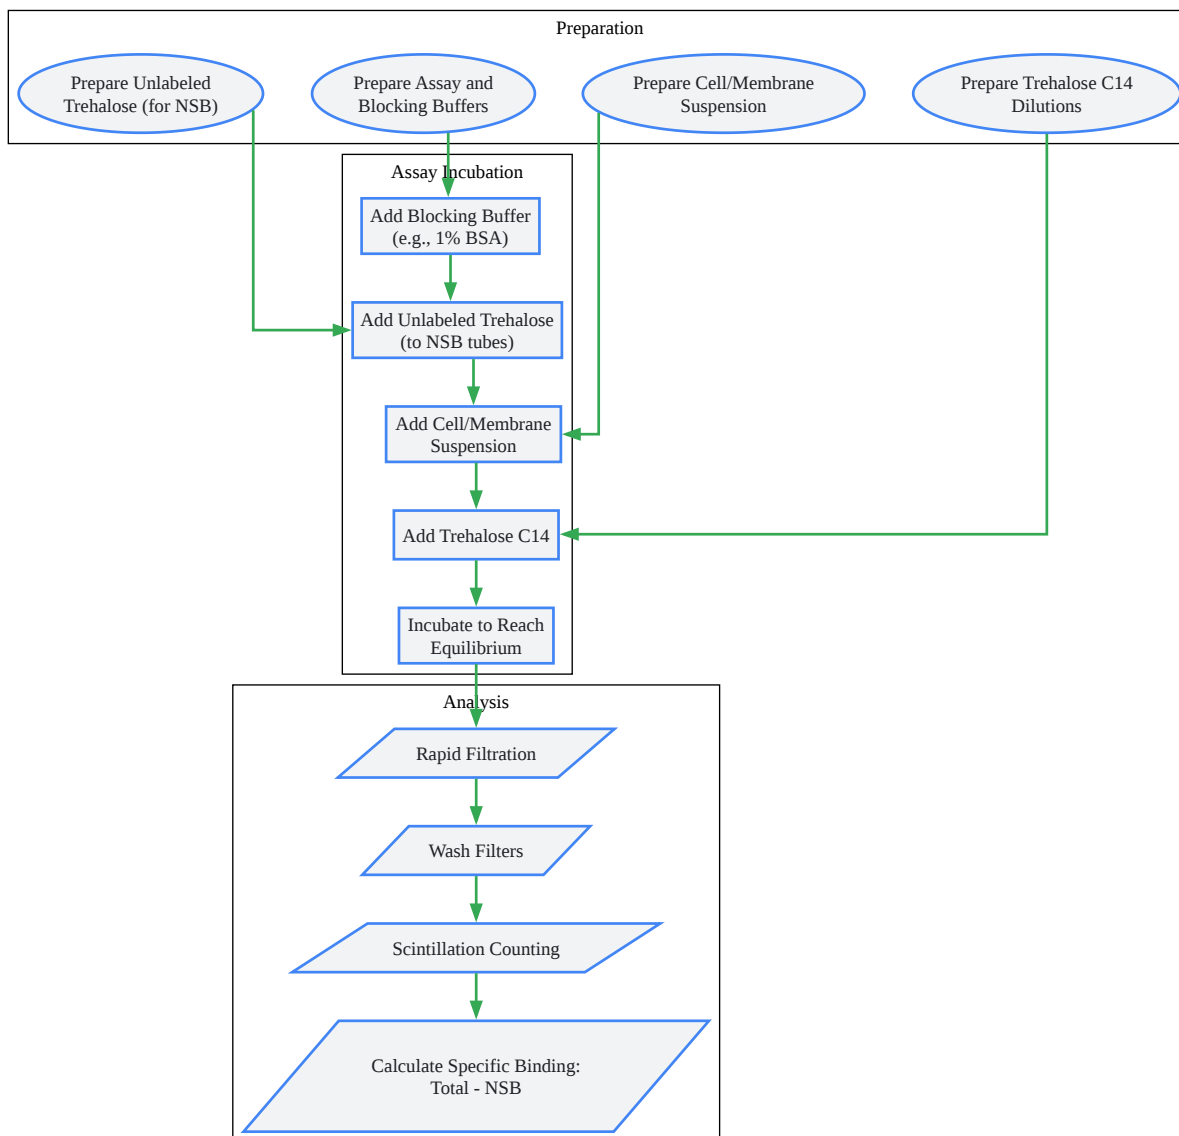 Preparation
Prepare Unlabeled
Trehalose (for NSB)
Prepare Assay and
Blocking Buffers
Prepare Cell/Membrane
Suspension
Prepare Trehalose C14
Dilutions
Assay Incubation
Add Blocking Buffer
(e.g., 1% BSA)
Add Unlabeled Trehalose
(to NSB tubes)
Add Cell/Membrane
Suspension
Add Trehalose C14
Incubate to Reach
Equilibrium
Analysis
Rapid Filtration
Wash Filters
Scintillation Counting
Calculate Specific Binding:
Total - NSB